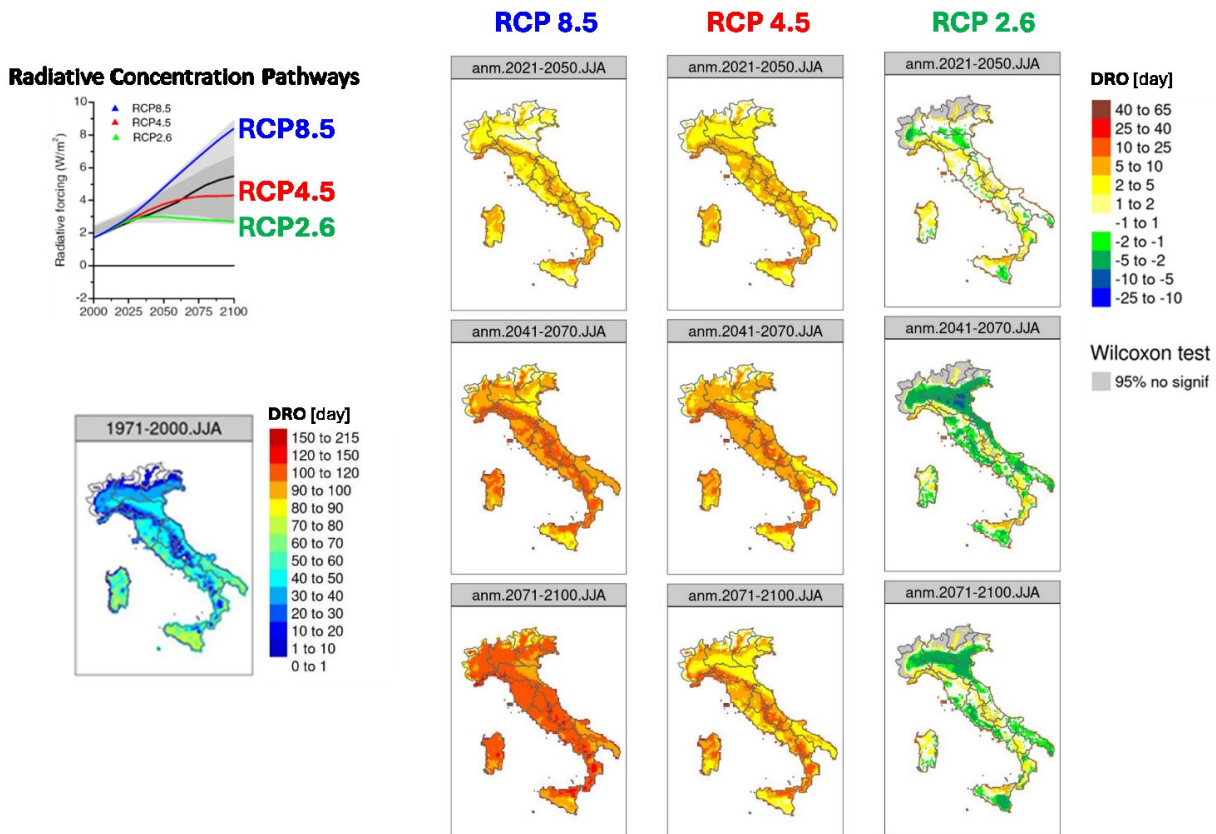 RCP 8.5
RCP 4.5
RCP 2.6
Radiative Concentration Pathways
Radiative forcing (W/m²)
10
8
6
4
2
0
-2
2000 2025 2050 2075 2100
RCP8.5
RCP4.5
RCP2.6
RCP8.5
RCP4.5
RCP2.6
1971-2000.JJA
DRO [day]
150 to 215
120 to 150
100 to 120
90 to 100
80 to 90
70 to 80
60 to 70
50 to 60
40 to 50
30 to 40
20 to 30
10 to 20
1 to 10
0 to 1
anm.2021-2050.JJA
anm.2021-2050.JJA
anm.2021-2050.JJA
anm.2041-2070.JJA
anm.2041-2070.JJA
anm.2041-2070.JJA
anm.2071-2100.JJA
anm.2071-2100.JJA
anm.2071-2100.JJA
DRO [day]
40 to 65
25 to 40
10 to 25
5 to 10
2 to 5
1 to 2
-1 to 1
-2 to -1
-5 to -2
-10 to -5
-25 to -10
Wilcoxon test
95% no signif